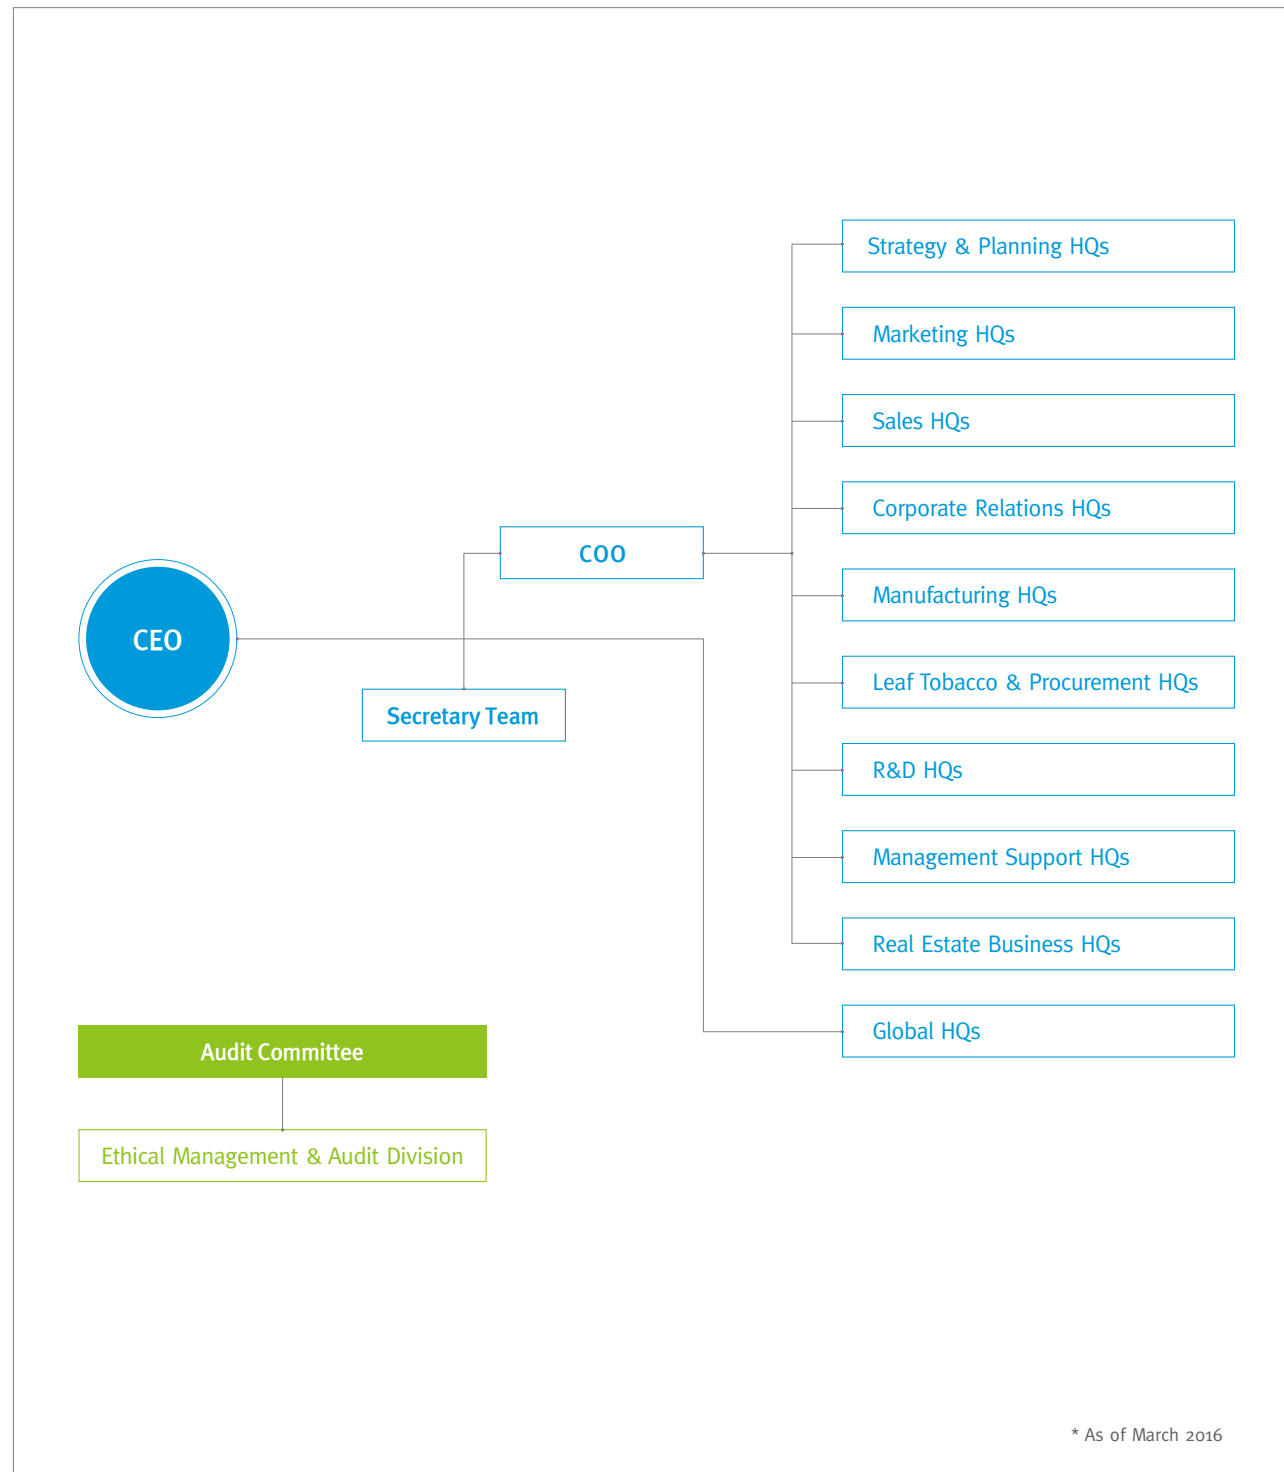 Strategy & Planning HQs
Marketing HQs
Sales HQs
Corporate Relations HQs
COO
Manufacturing HQs
CEO
Leaf Tobacco & Procurement HQs
Secretary Team
R&D HQs
Management Support HQs
Real Estate Business HQs
Global HQs
Audit Committee
Ethical Management & Audit Division
* As of March 2016